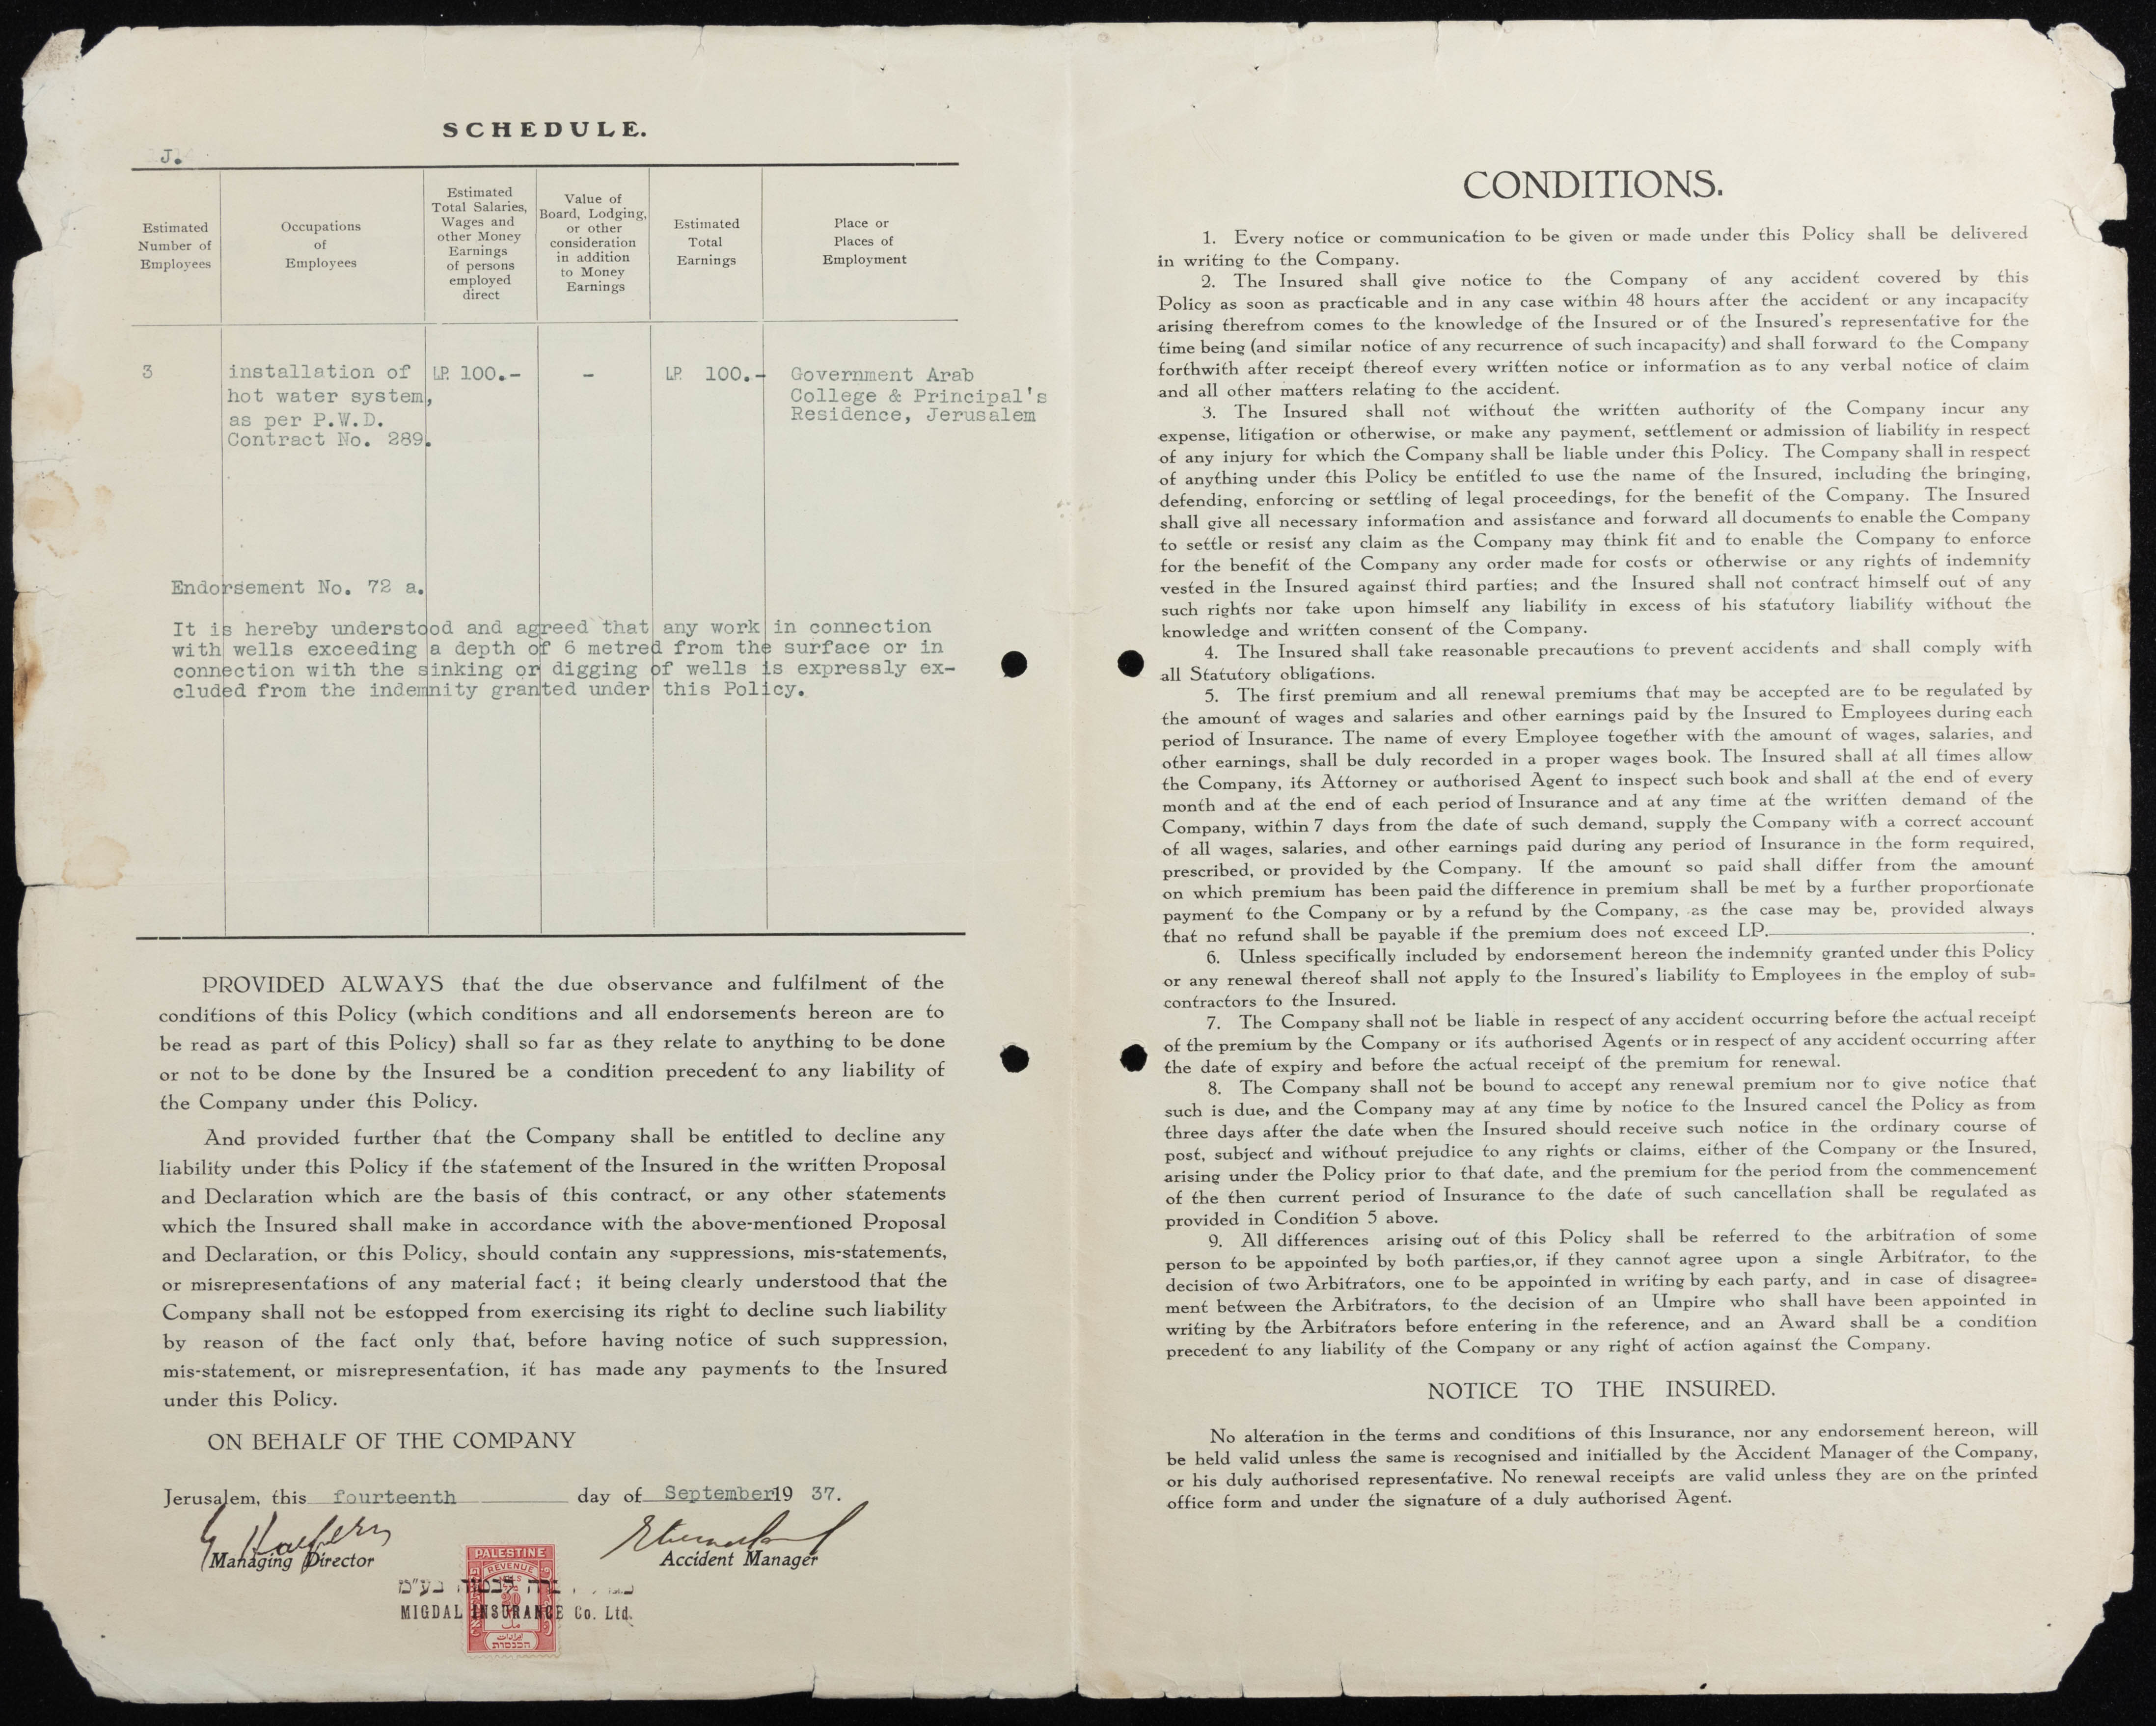 SCHEDULE.
J.
Estimated
Number of
Employees
Occupations
of
Employees
Estimated
Total Salaries,
Wages and
other Money
Earnings
of persons
employed
direct
Value of
Board, Lodging,
or other
consideration
in addition
to Money
Earnings
Estimated
Total
Earnings
Place or
Places of
Employment
3
installation of
hot water system,
as per P.W.D.
Contract No. 289.
LP. 100.-
-
LP. 100.-
Government Arab
College & Principal's
Residence, Jerusalem
Endorsement No. 72 a.
It is hereby understood and agreed that any work in connection
with wells exceeding a depth of 6 metred from the surface or in
connection with the sinking or digging of wells is expressly ex-
cluded from the indemnity granted under this Policy.
PROVIDED ALWAYS that the due observance and fulfilment of the
conditions of this Policy (which conditions and all endorsements hereon are to
be read as part of this Policy) shall so far as they relate to anything to be done
or not to be done by the Insured be a condition precedent to any liability of
the Company under this Policy.
And provided further that the Company shall be entitled to decline any
liability under this Policy if the statement of the Insured in the written Proposal
and Declaration which are the basis of this contract, or any other statements
which the Insured shall make in accordance with the above-mentioned Proposal
and Declaration, or this Policy, should contain any suppressions, mis-statements,
or misrepresentations of any material fact; it being clearly understood that the
Company shall not be estopped from exercising its right to decline such liability
by reason of the fact only that, before having notice of such suppression,
mis-statement, or misrepresentation, it has made any payments to the Insured
under this Policy.
ON BEHALF OF THE COMPANY
Jerusalem, this fourteenth day of September 19 37.
Managing Director
Accident Manager
PALESTINE
REVENUE
MILS
20
הכנסות
בע"מ
MIGDAL INSURANCE Co. Ltd.
CONDITIONS.
1. Every notice or communication to be given or made under this Policy shall be delivered
in writing to the Company.
2. The Insured shall give notice to the Company of any accident covered by this
Policy as soon as practicable and in any case within 48 hours after the accident or any incapacity
arising therefrom comes to the knowledge of the Insured or of the Insured's representative for the
time being (and similar notice of any recurrence of such incapacity) and shall forward to the Company
forthwith after receipt thereof every written notice or information as to any verbal notice of claim
and all other matters relating to the accident.
3. The Insured shall not without the written authority of the Company incur any
expense, litigation or otherwise, or make any payment, settlement or admission of liability in respect
of any injury for which the Company shall be liable under this Policy. The Company shall in respect
of anything under this Policy be entitled to use the name of the Insured, including the bringing,
defending, enforcing or settling of legal proceedings, for the benefit of the Company. The Insured
shall give all necessary information and assistance and forward all documents to enable the Company
to settle or resist any claim as the Company may think fit and to enable the Company to enforce
for the benefit of the Company any order made for costs or otherwise or any rights of indemnity
vested in the Insured against third parties; and the Insured shall not contract himself out of any
such rights nor take upon himself any liability in excess of his statutory liability without the
knowledge and written consent of the Company.
4. The Insured shall take reasonable precautions to prevent accidents and shall comply with
all Statutory obligations.
5. The first premium and all renewal premiums that may be accepted are to be regulated by
the amount of wages and salaries and other earnings paid by the Insured to Employees during each
period of Insurance. The name of every Employee together with the amount of wages, salaries, and
other earnings, shall be duly recorded in a proper wages book. The Insured shall at all times allow
the Company, its Attorney or authorised Agent to inspect such book and shall at the end of every
month and at the end of each period of Insurance and at any time at the written demand of the
Company, within 7 days from the date of such demand, supply the Company with a correct account
of all wages, salaries, and other earnings paid during any period of Insurance in the form required,
prescribed, or provided by the Company. If the amount so paid shall differ from the amount
on which premium has been paid the difference in premium shall be met by a further proportionate
payment to the Company or by a refund by the Company, as the case may be, provided always
that no refund shall be payable if the premium does not exceed LP.
6. Unless specifically included by endorsement hereon the indemnity granted under this Policy
or any renewal thereof shall not apply to the Insured's liability to Employees in the employ of sub=
contractors to the Insured.
7. The Company shall not be liable in respect of any accident occurring before the actual receipt
of the premium by the Company or its authorised Agents or in respect of any accident occurring after
the date of expiry and before the actual receipt of the premium for renewal.
8. The Company shall not be bound to accept any renewal premium nor to give notice that
such is due, and the Company may at any time by notice to the Insured cancel the Policy as from
three days after the date when the Insured should receive such notice in the ordinary course of
post, subject and without prejudice to any rights or claims, either of the Company or the Insured,
arising under the Policy prior to that date, and the premium for the period from the commencement
of the then current period of Insurance to the date of such cancellation shall be regulated as
provided in Condition 5 above.
9. All differences arising out of this Policy shall be referred to the arbitration of some
person to be appointed by both parties,or, if they cannot agree upon a single Arbitrator, to the
decision of two Arbitrators, one to be appointed in writing by each party, and in case of disagree=
ment between the Arbitrators, to the decision of an Umpire who shall have been appointed in
writing by the Arbitrators before entering in the reference, and an Award shall be a condition
precedent to any liability of the Company or any right of action against the Company.
NOTICE TO THE INSURED.
No alteration in the terms and conditions of this Insurance, nor any endorsement hereon, will
be held valid unless the same is recognised and initialled by the Accident Manager of the Company,
or his duly authorised representative. No renewal receipts are valid unless they are on the printed
office form and under the signature of a duly authorised Agent.